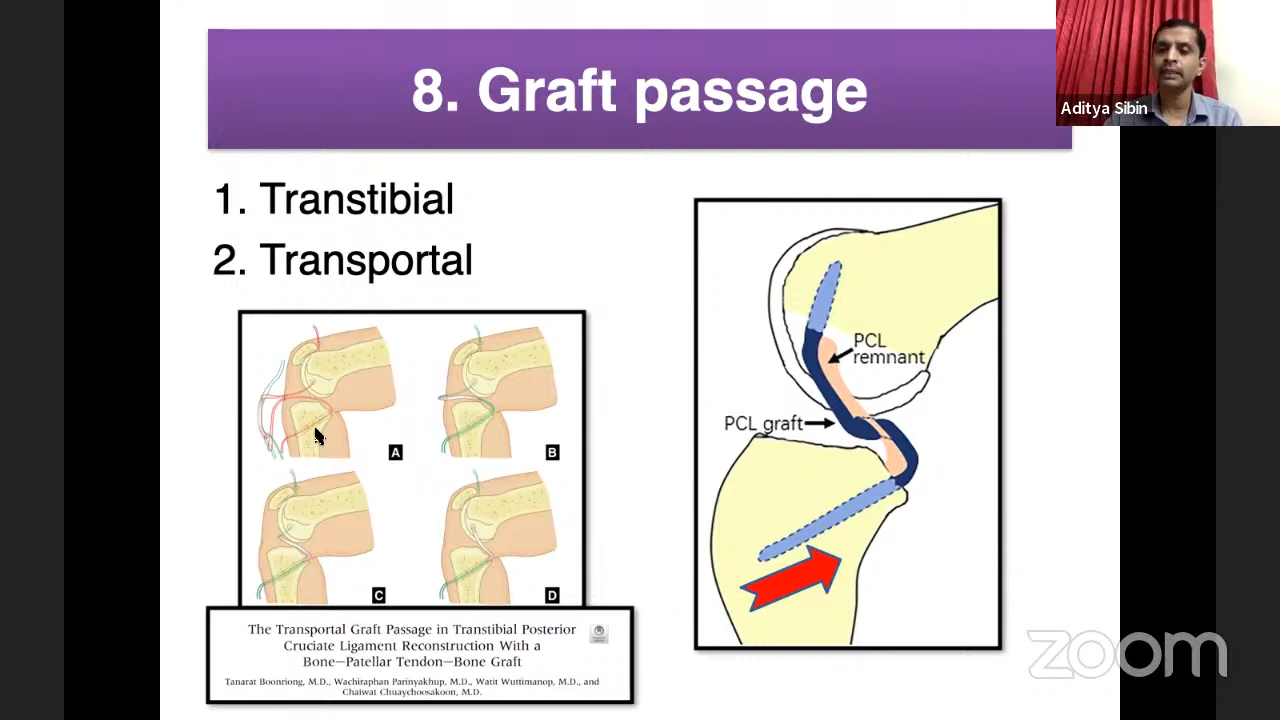 8. Graft passage
Aditya Sibin
1. Transtibial
2. Transportal
A
B
C
D
PCL
remnant
PCL graft
The Transportal Graft Passage in Transtibial Posterior
Cruciate Ligament Reconstruction With a
Bone–Patellar Tendon–Bone Graft
Tanarat Boonriong, M.D., Wachiraphan Parinyakhup, M.D., Watit Wuttimanop, M.D., and
Chaiwat Chuaychoosakoon, M.D.
zoom